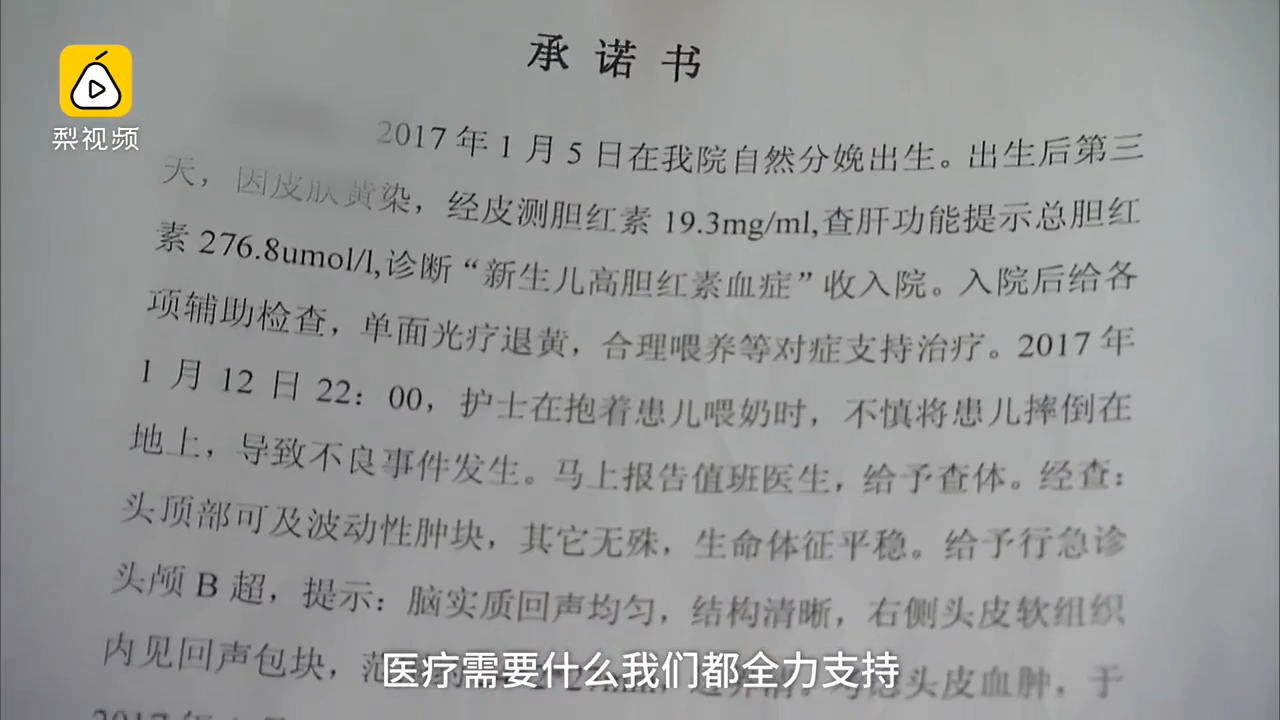 梨视频
承诺书
2017年1月5日在我院自然分娩出生。出生后第三
天，因皮肤黄染，经皮测胆红素19.3mg/ml,查肝功能提示总胆红
素276.8umol/l,诊断“新生儿高胆红素血症”收入院。入院后给各
项辅助检查，单面光疗退黄，合理喂养等对症支持治疗。2017年
1月12日22：00，护士在抱着患儿喂奶时，不慎将患儿摔倒在
地上，导致不良事件发生。马上报告值班医生，给予查体。经查：
头顶部可及波动性肿块，其它无殊，生命体征平稳。给予行急诊
头颅B超，提示：脑实质回声均匀，结构清晰，右侧头皮软组织
内见回声包块，范
头皮血肿，于
医疗需要什么我们都全力支持
2017年